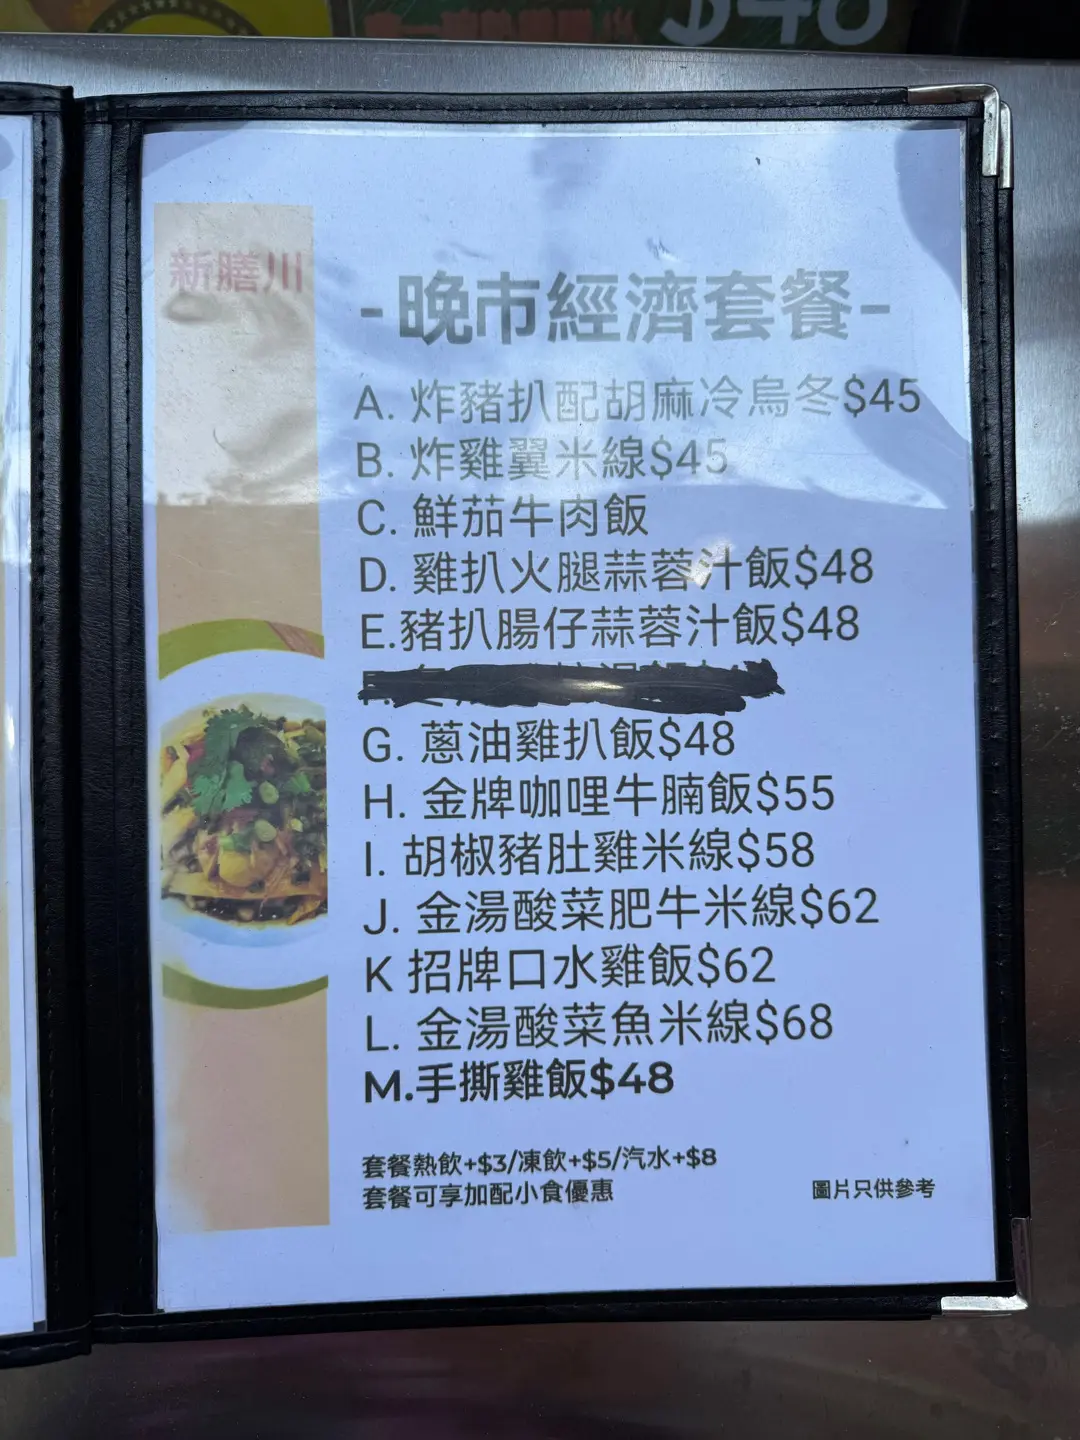 $48
新膳川
-晚市經濟套餐-
A. 炸豬扒配胡麻冷烏冬$45
B. 炸雞翼米線$45
C. 鮮茄牛肉飯
D. 雞扒火腿蒜蓉汁飯$48
E.豬扒腸仔蒜蓉汁飯$48
G. 蔥油雞扒飯$48
H. 金牌咖哩牛腩飯$55
I. 胡椒豬肚雞米線$58
J. 金湯酸菜肥牛米線$62
K 招牌口水雞飯$62
L. 金湯酸菜魚米線$68
M.手撕雞飯$48
套餐熱飲+$3/凍飲+$5/汽水+$8
套餐可享加配小食優惠
圖片只供參考